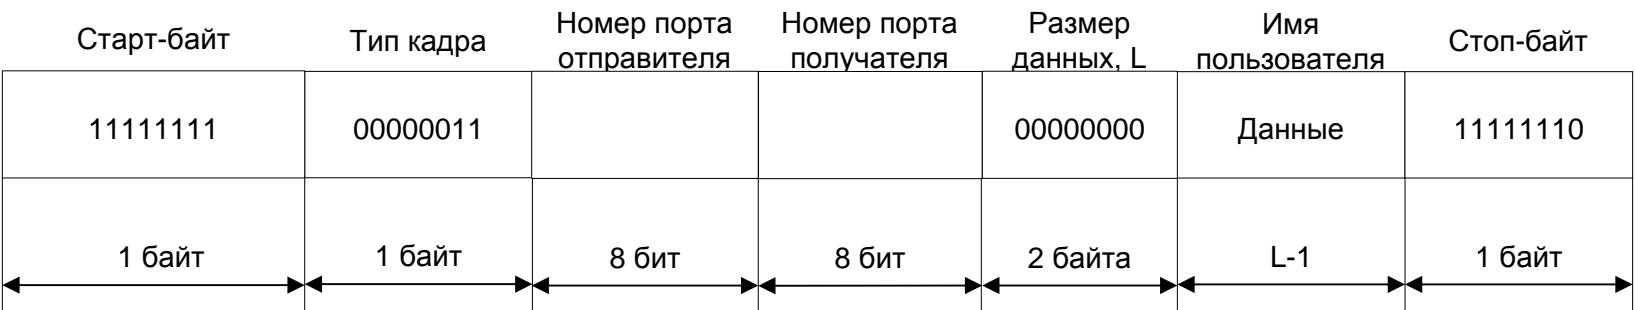 Старт-байт
Тип кадра
Номер порта
отправителя
Номер порта
получателя
Размер
данных, L
Имя
пользователя
Стоп-байт
11111111
00000011
00000000
Данные
11111110
1 байт
1 байт
8 бит
8 бит
2 байта
L-1
1 байт